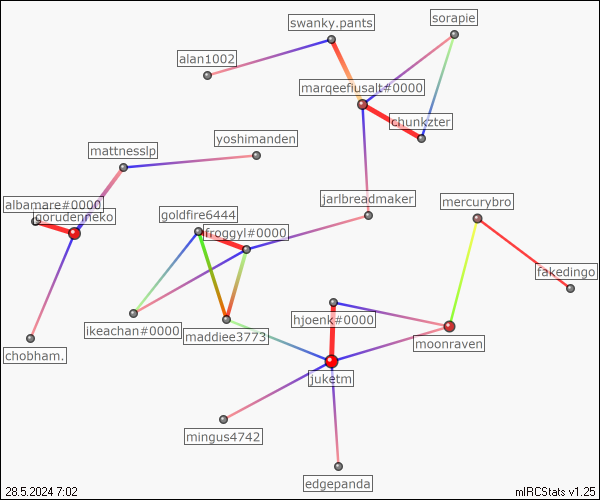 sorapie
swanky.pants
alan1002
marqeefiusalt#0000
chunkzter
yoshimanden
mattnesslp
jarlbreadmaker
mercurybro
albamare#0000
gorudenneko
goldfire6444
froggyl#0000
fakedingo
ikeachan#0000
maddiee3773
hjoenk#0000
moonraven
chobham.
juketm
mingus4742
edgepanda
28.5.2024 7:02
mIRCStats v1.25